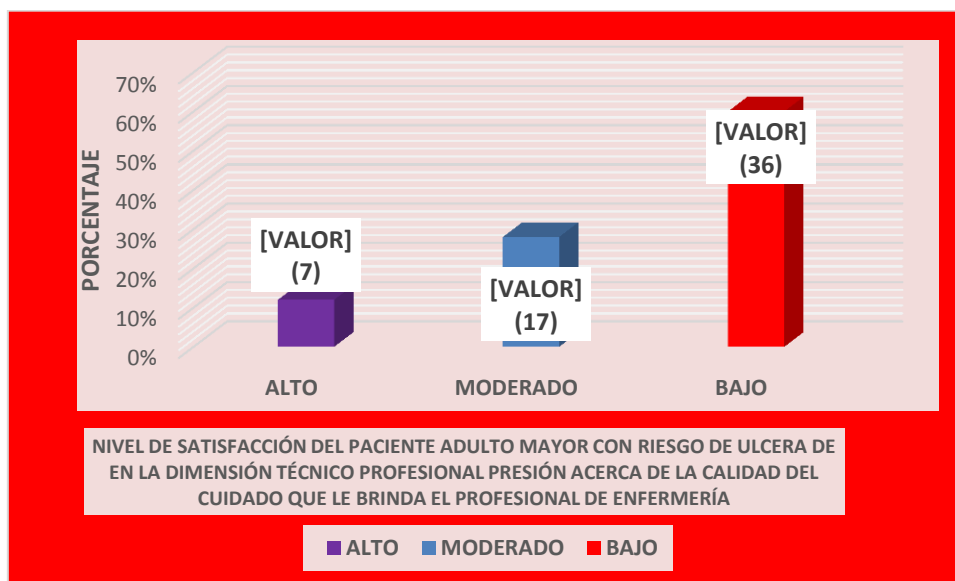 70%
60%
50%
40%
30%
20%
10%
0%
PORCENTAJE
[VALOR]
(7)
[VALOR]
(17)
[VALOR]
(36)
ALTO
MODERADO
BAJO
NIVEL DE SATISFACCIÓN DEL PACIENTE ADULTO MAYOR CON RIESGO DE ULCERA DE
EN LA DIMENSIÓN TÉCNICO PROFESIONAL PRESIÓN ACERCA DE LA CALIDAD DEL
CUIDADO QUE LE BRINDA EL PROFESIONAL DE ENFERMERÍA
ALTO MODERADO BAJO